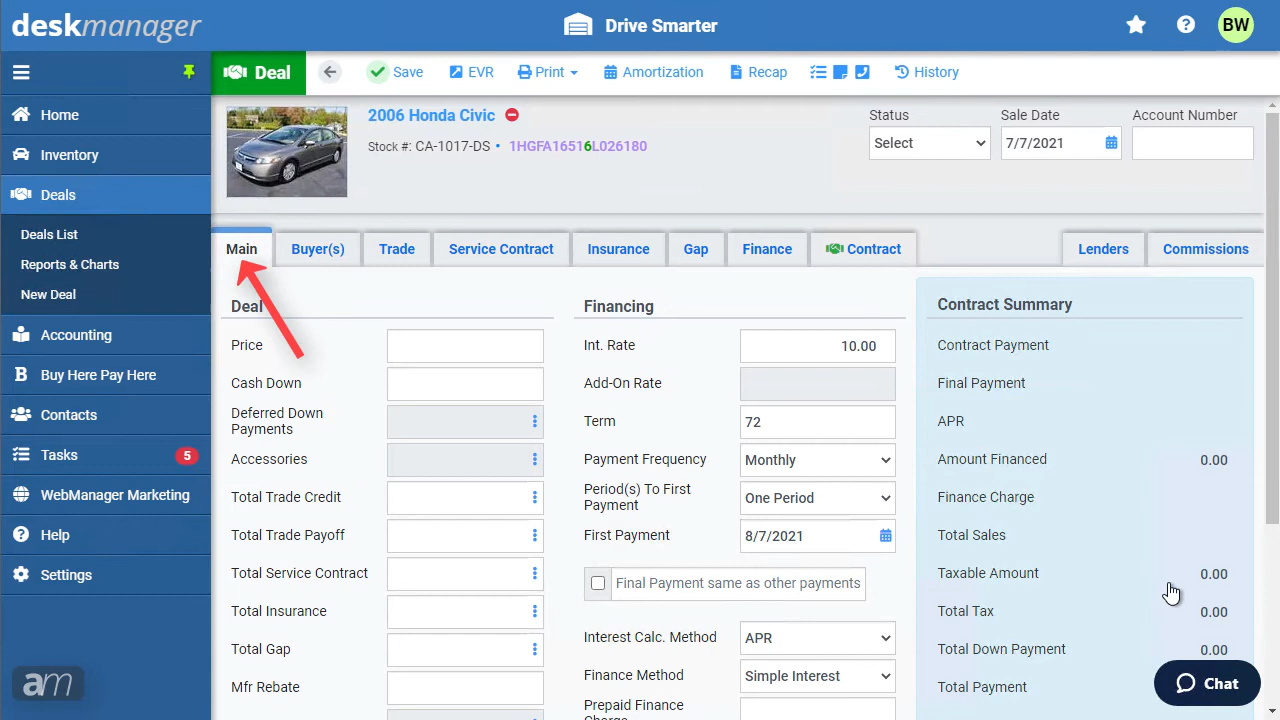 deskmanager
Drive Smarter
BW
Deal
Save
EVR
Print
Amortization
Recap
History
Home
Inventory
Deals
Deals List
Reports & Charts
New Deal
Accounting
Buy Here Pay Here
Contacts
Tasks
5
WebManager Marketing
Help
Settings
am
2006 Honda Civic
Stock #: CA-1017-DS • 1HGFA16516L026180
Status
Select
Sale Date
7/7/2021
Account Number
Main
Buyer(s)
Trade
Service Contract
Insurance
Gap
Finance
Contract
Lenders
Commissions
Deal
Price
Cash Down
Deferred Down
Payments
Accessories
Total Trade Credit
Total Trade Payoff
Total Service Contract
Total Insurance
Total Gap
Mfr Rebate
Financing
Int. Rate 10.00
Add-On Rate
Term 72
Payment Frequency Monthly
Period(s) To First
Payment
One Period
First Payment 8/7/2021
Final Payment same as other payments
Interest Calc. Method APR
Finance Method Simple Interest
Prepaid Finance
Charge
Contract Summary
Contract Payment
Final Payment
APR
Amount Financed 0.00
Finance Charge
Total Sales
Taxable Amount 0.00
Total Tax 0.00
Total Down Payment 0.00
Total Payment
Chat